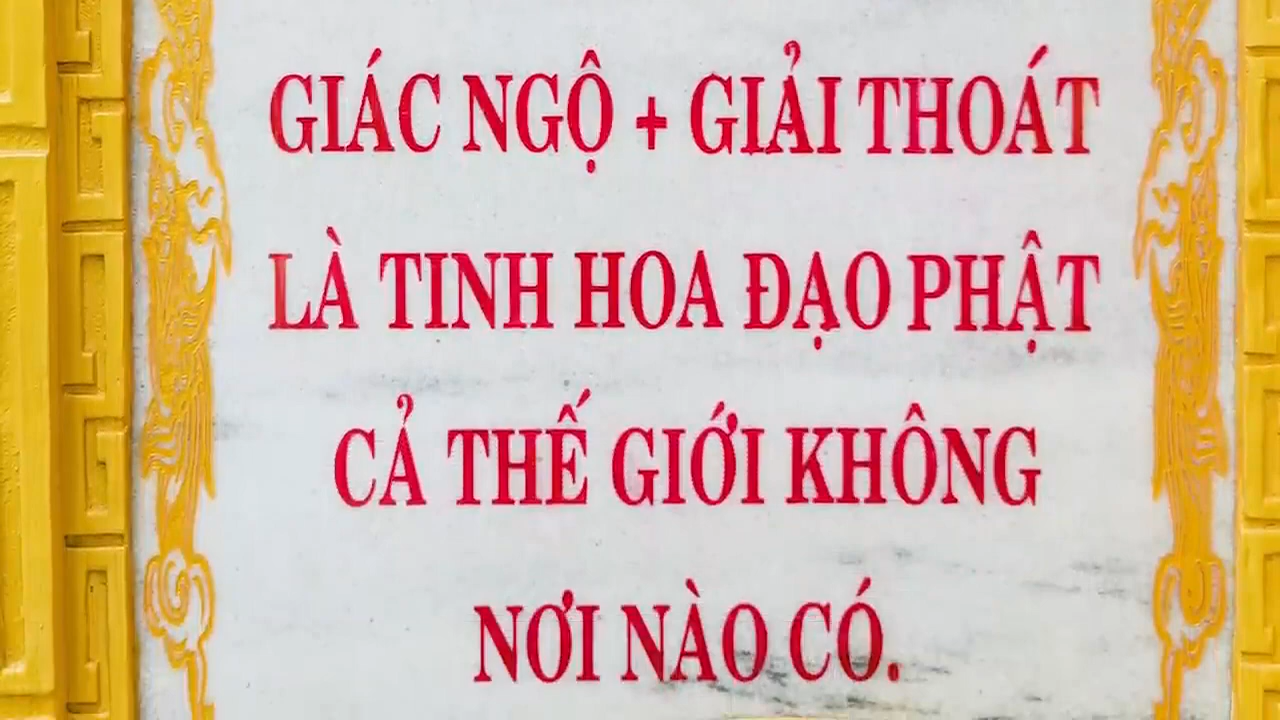 GIÁC NGỘ + GIẢI THOÁT
LÀ TINH HOA ĐẠO PHẬT
CẢ THẾ GIỚI KHÔNG
NƠI NÀO CÓ.